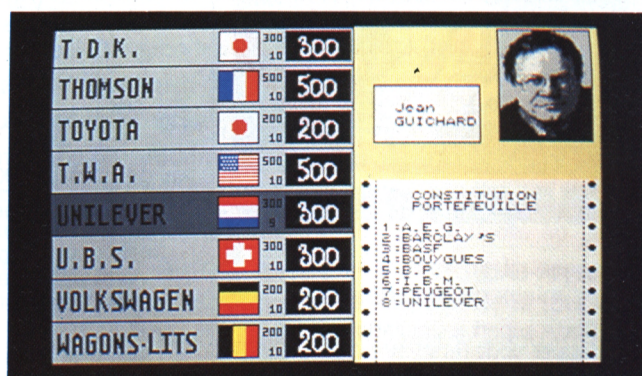 T.D.K. 300 10 300
THOMSON 500 10 500
TOYOTA 200 10 200
T.W.A. 500 10 500
UNILEVER 300 5 300
U.B.S. 300 10 300
VOLKSWAGEN 200 10 200
WAGONS-LITS 200 10 200
Jean
GUICHARD
CONSTITUTION
PORTEFEUILLE
1:A.E.G.
2:BARCLAY'S
3:BASF
4:BOUYGUES
5:B.P.
6:I.B.M.
7:PEUGEOT
8:UNILEVER